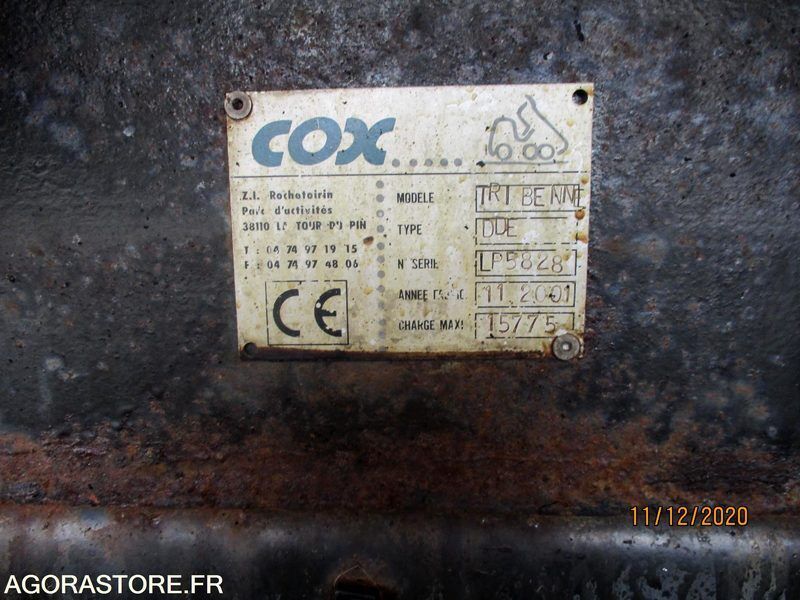 COX.....
Z.I. Rochetoirin
Parc d'activités
38110 LA TOUR DU PIN
T : 04 74 97 19 15
F : 04 74 97 48 06
CE
MODELE TRI BENNE
TYPE DDE
N° SERIE LP5828
ANNEE 11 2001
CHARGE MAXI 15775
11/12/2020
AGORASTORE.FR